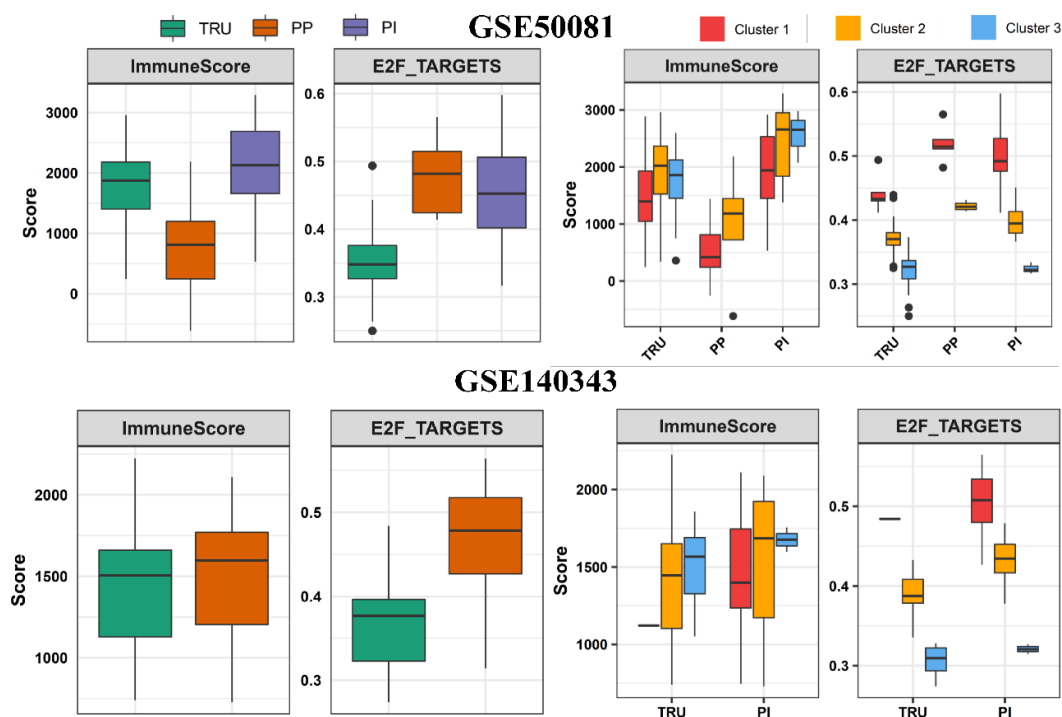 TRU PP PI
GSE50081
Cluster 1 Cluster 2 Cluster 3
ImmuneScore
Score
3000
2000
1000
0
E2F_TARGETS
0.6
0.5
0.4
0.3
ImmuneScore
Score
3000
2000
1000
0
TRU PP PI
E2F_TARGETS
0.6
0.5
0.4
0.3
TRU PP PI
GSE140343
ImmuneScore
Score
2000
1500
1000
E2F_TARGETS
0.5
0.4
0.3
ImmuneScore
Score
2000
1500
1000
TRU PI
E2F_TARGETS
0.5
0.4
0.3
TRU PI